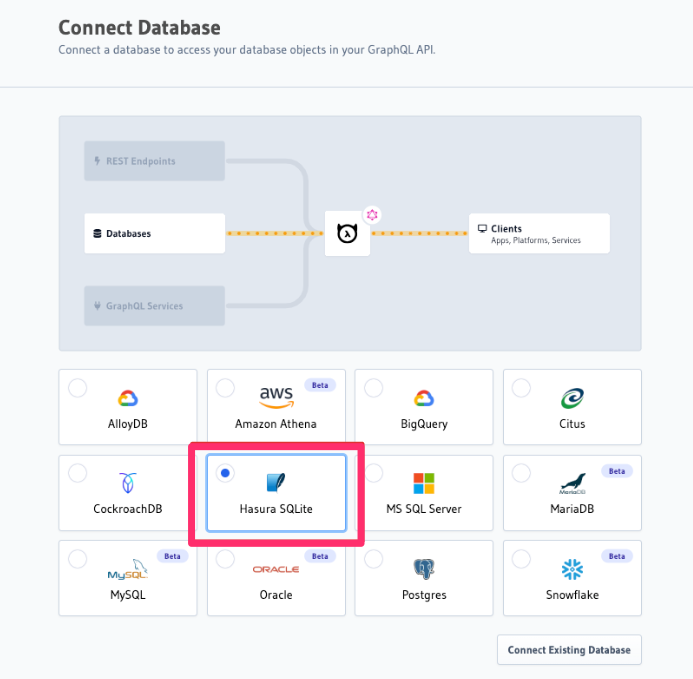 Connect Database
Connect a database to access your database objects in your GraphQL API.
REST Endpoints
Databases
Clients
Apps, Platforms, Services
GraphQL Services
Beta
aws
AlloyDB
Amazon Athena
BigQuery
Citus
Beta
MariaDB
CockroachDB
Hasura SQLite
MS SQL Server
MariaDB
Beta
Beta
Beta
MySQL
ORACLE
MySQL
Oracle
Postgres
Snowflake
Connect Existing Database